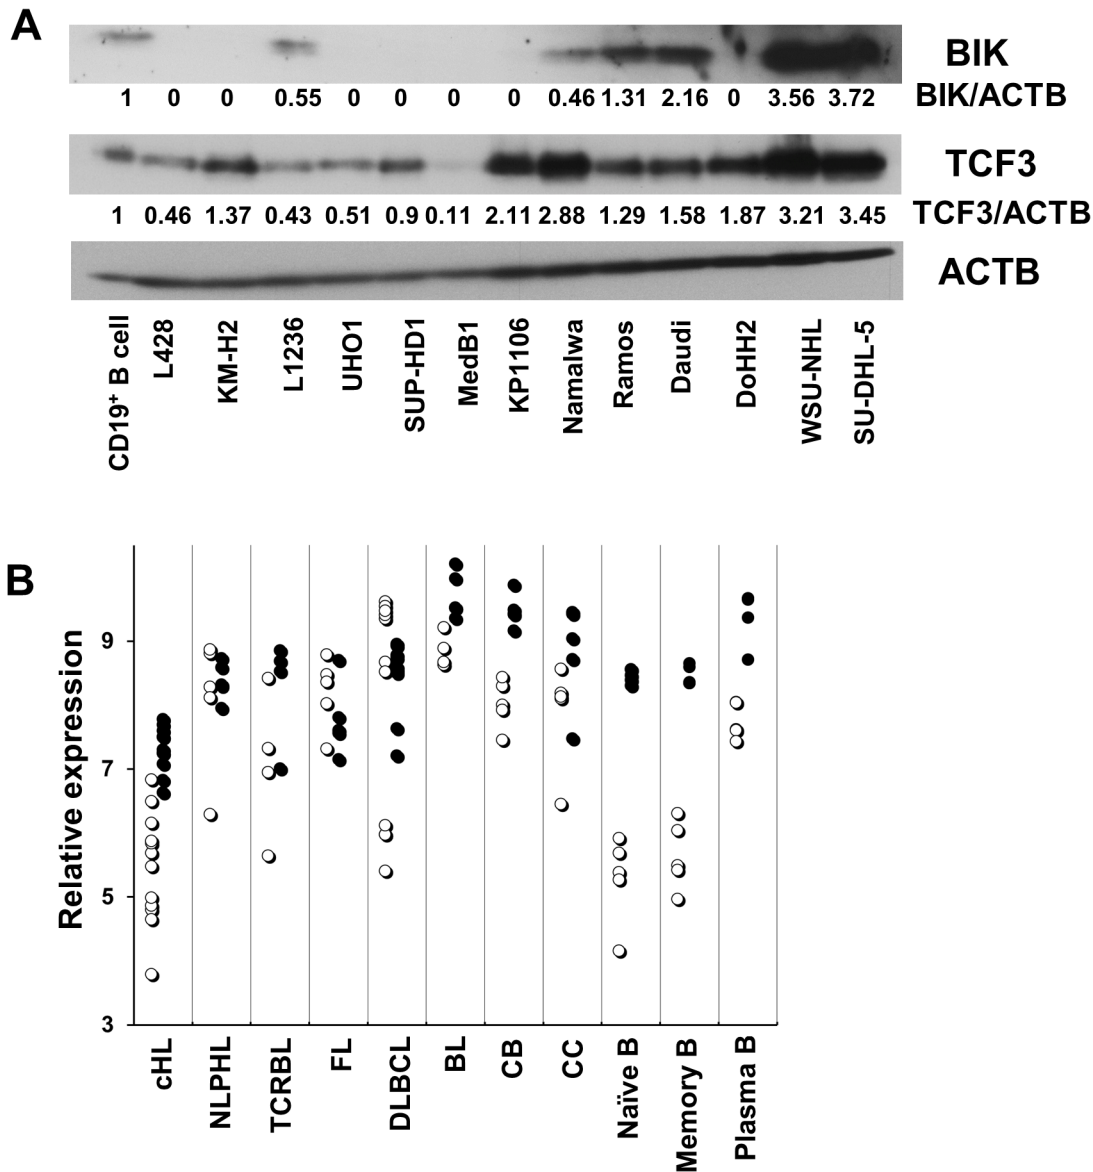 A
BIK
1 0 0 0.55 0 0 0 0 0.46 1.31 2.16 0 3.56 3.72 BIK/ACTB
TCF3
1 0.46 1.37 0.43 0.51 0.9 0.11 2.11 2.88 1.29 1.58 1.87 3.21 3.45 TCF3/ACTB
ACTB
CD19+ B cell
L428
KM-H2
L1236
UHO1
SUP-HD1
MedB1
KP1106
Namalwa
Ramos
Daudi
DoHH2
WSU-NHL
SU-DHL-5
B
Relative expression
9
7
5
3
cHL
NLPHL
TCRBL
FL
DLBCL
BL
CB
CC
Naïve B
Memory B
Plasma B